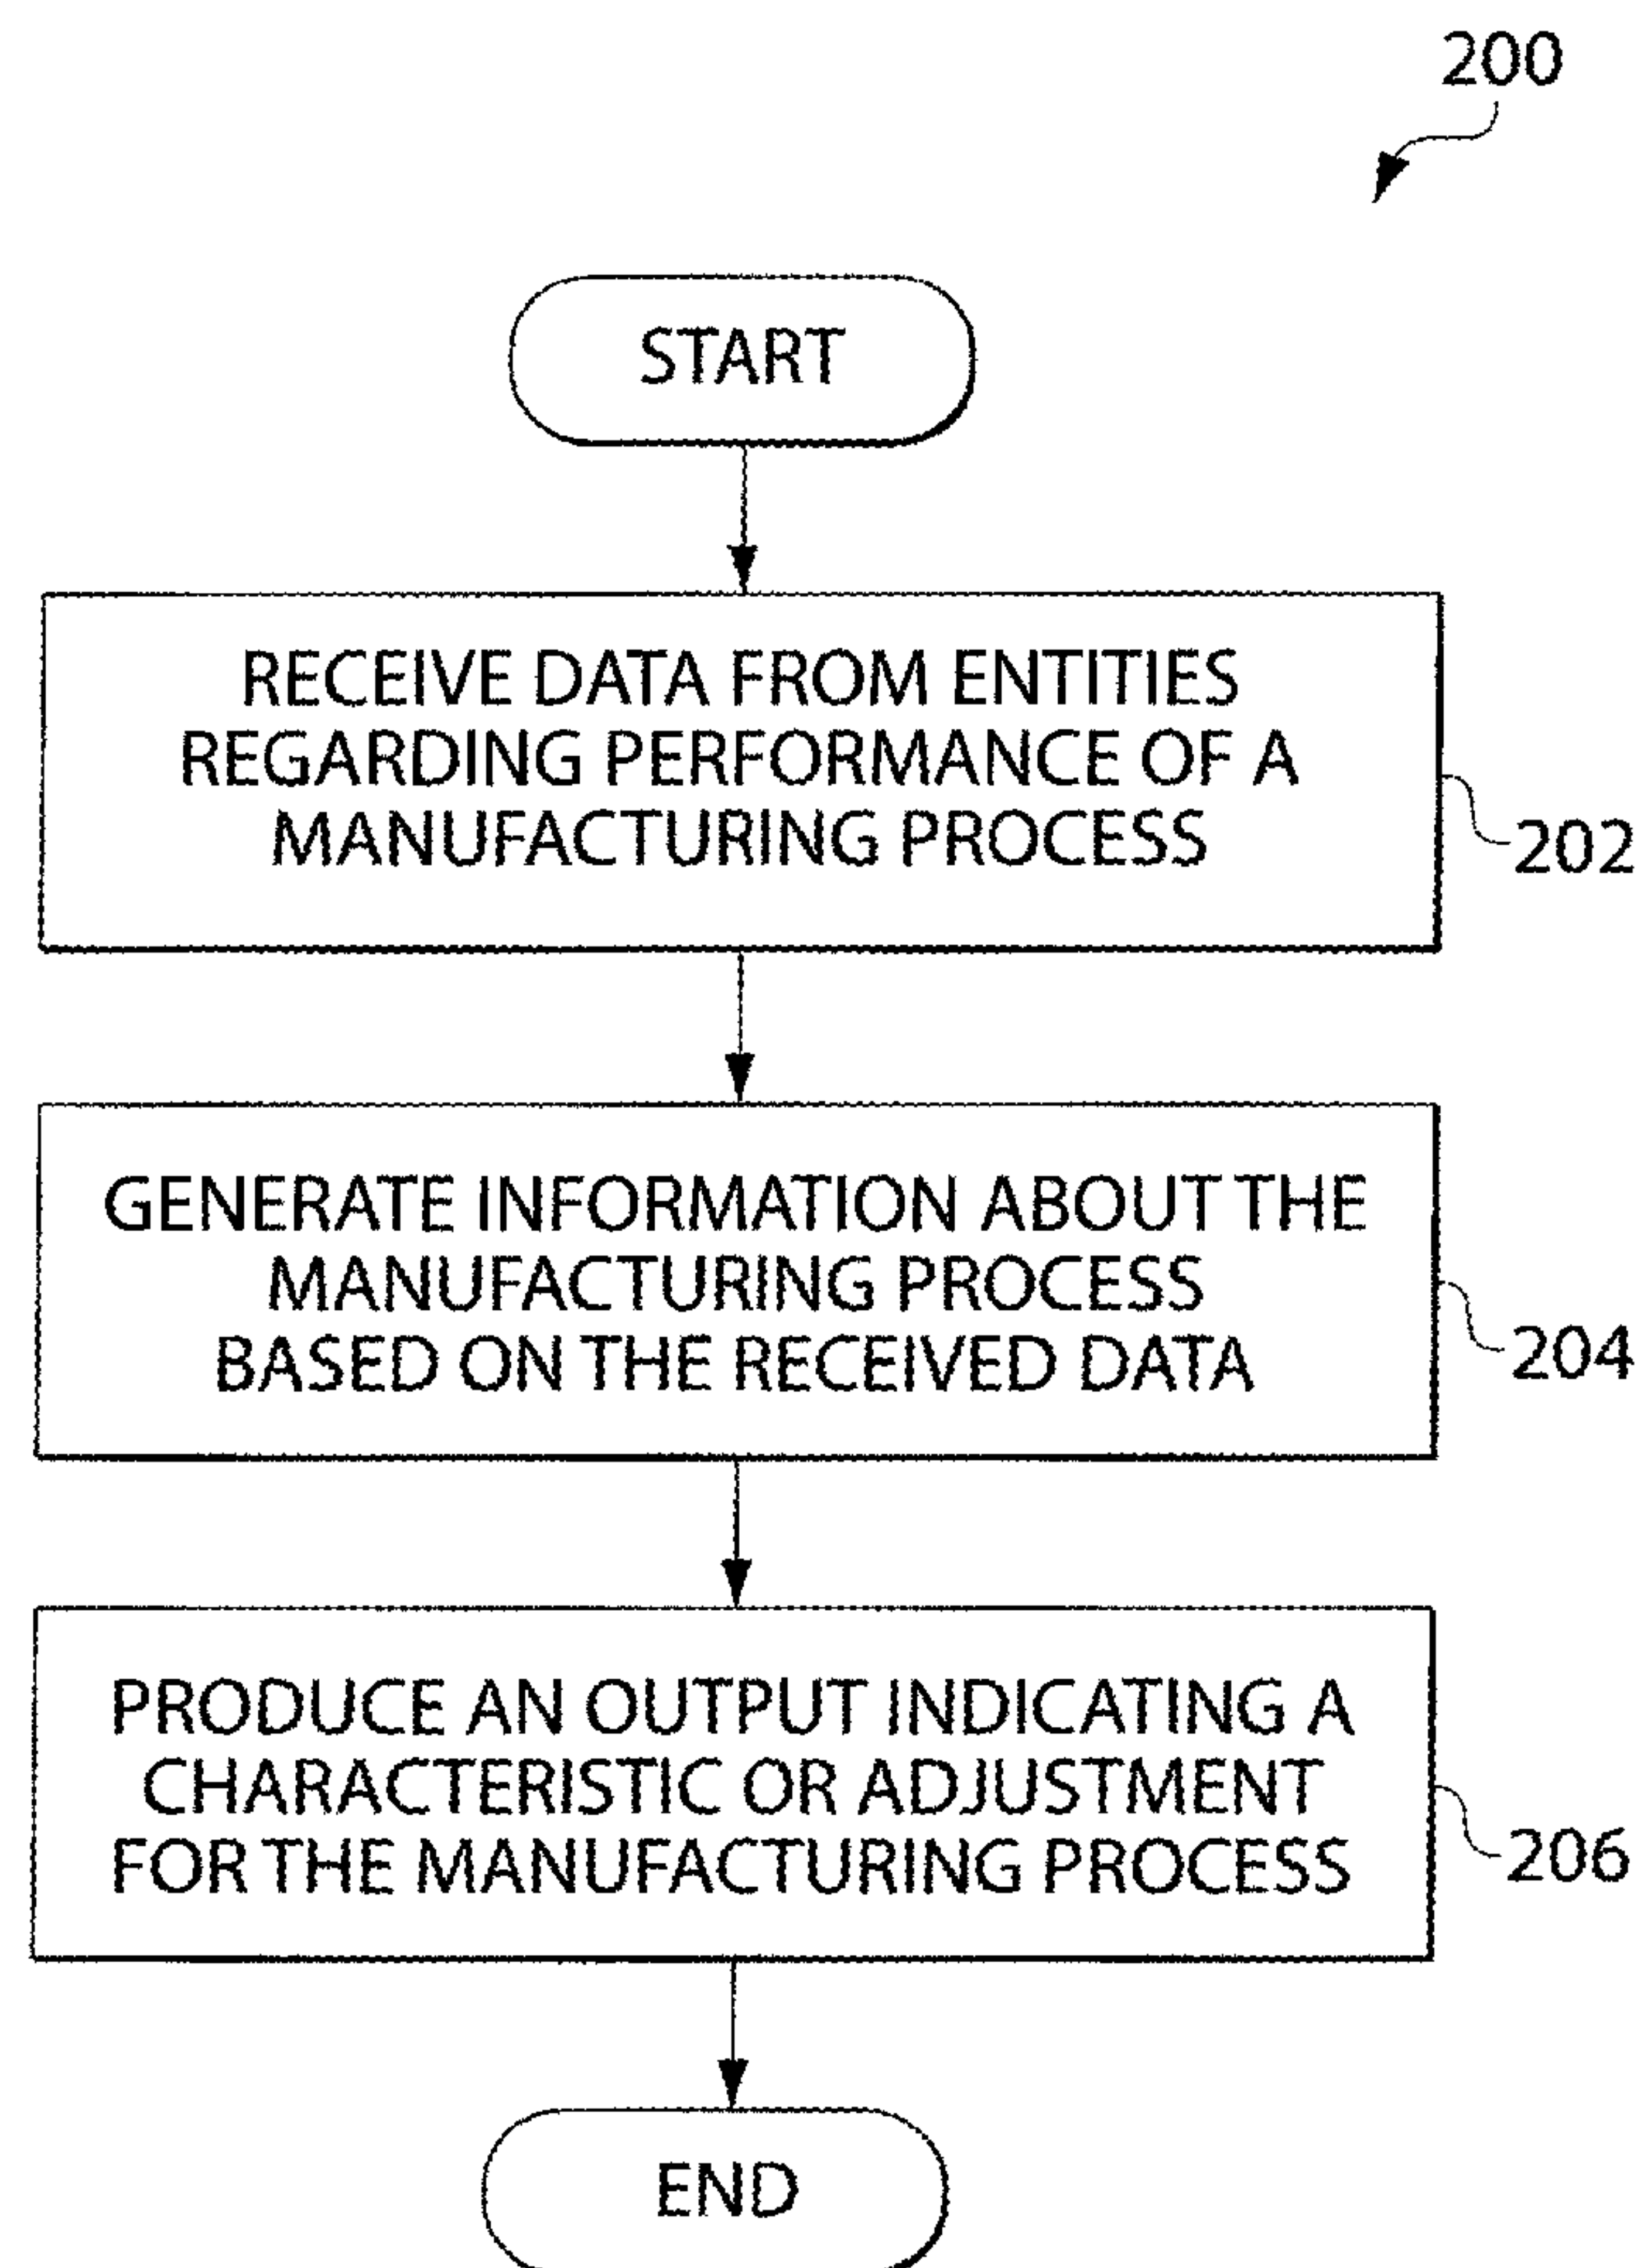 200
START
RECEIVE DATA FROM ENTITIES
REGARDING PERFORMANCE OF A
MANUFACTURING PROCESS
202
GENERATE INFORMATION ABOUT THE
MANUFACTURING PROCESS
BASED ON THE RECEIVED DATA
204
PRODUCE AN OUTPUT INDICATING A
CHARACTERISTIC OR ADJUSTMENT
FOR THE MANUFACTURING PROCESS
206
END